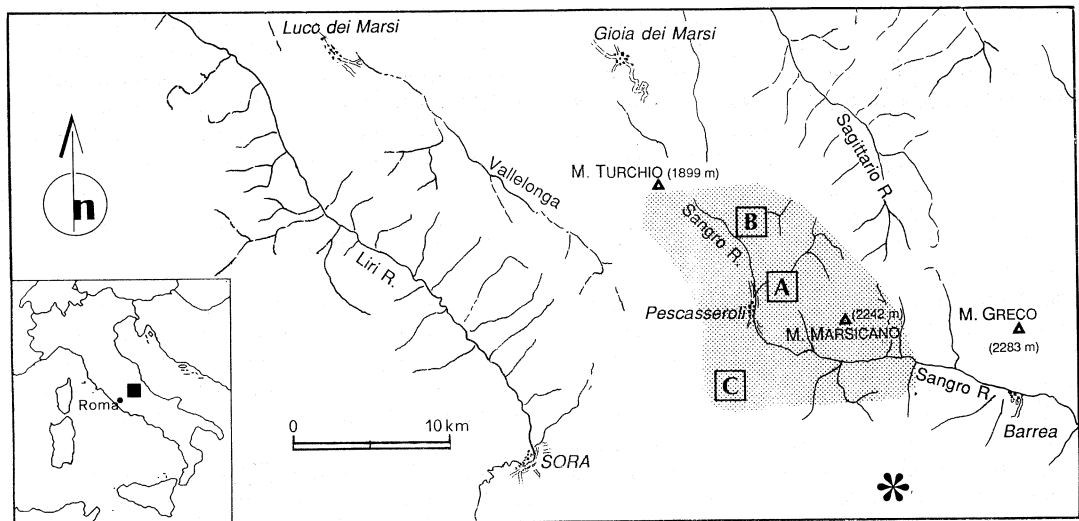 Luco dei Marsi
Gioia dei Marsi
Sagittario R.
M. TURCHIO (1899 m)
Vallelonga
n
Sangro R.
B
Liri R.
A
Pescasseroli
(2242 m)
M. MARSICANO
M. GRECO
(2283 m)
C
Sangro R.
Roma
0 10 km
Barrea
SORA
*